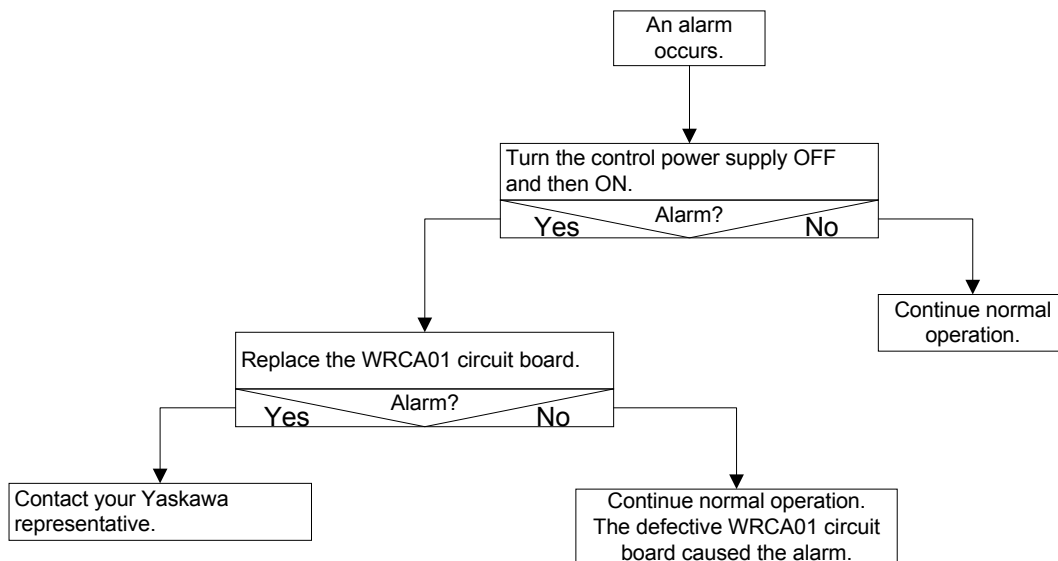 An alarm
occurs.
Turn the control power supply OFF
and then ON.
Alarm?
Yes
No
Continue normal
operation.
Replace the WRCA01 circuit board.
Alarm?
Yes
No
Contact your Yaskawa
representative.
Continue normal operation.
The defective WRCA01 circuit
board caused the alarm.